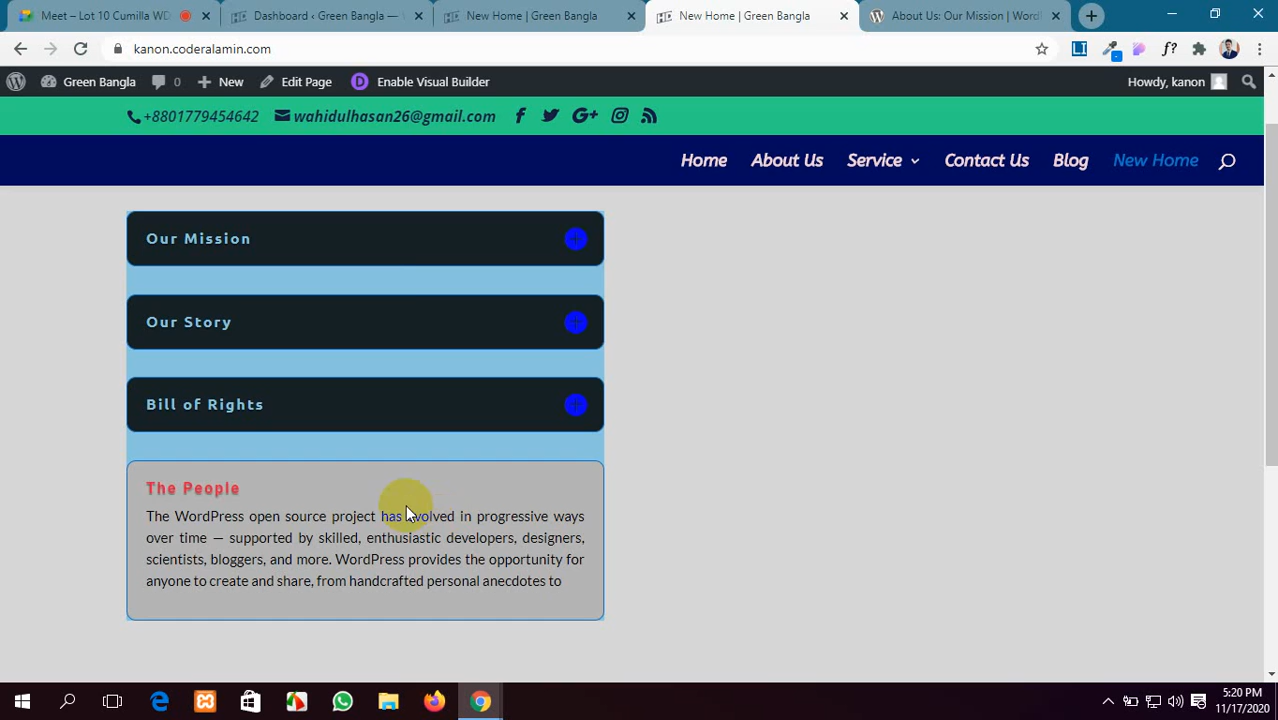 Meet – Lot 10 Cumilla WD
Dashboard ‹ Green Bangla —
New Home | Green Bangla
New Home | Green Bangla
About Us: Our Mission | Word
kanon.coderalamin.com
Green Bangla
0
New
Edit Page
D
Enable Visual Builder
Howdy, kanon
+8801779454642
wahidulhasan26@gmail.com
Home
About Us
Service
Contact Us
Blog
New Home
Our Mission
Our Story
Bill of Rights
The People
The WordPress open source project has evolved in progressive ways
over time — supported by skilled, enthusiastic developers, designers,
scientists, bloggers, and more. WordPress provides the opportunity for
anyone to create and share, from handcrafted personal anecdotes to
5:20 PM
11/17/2020